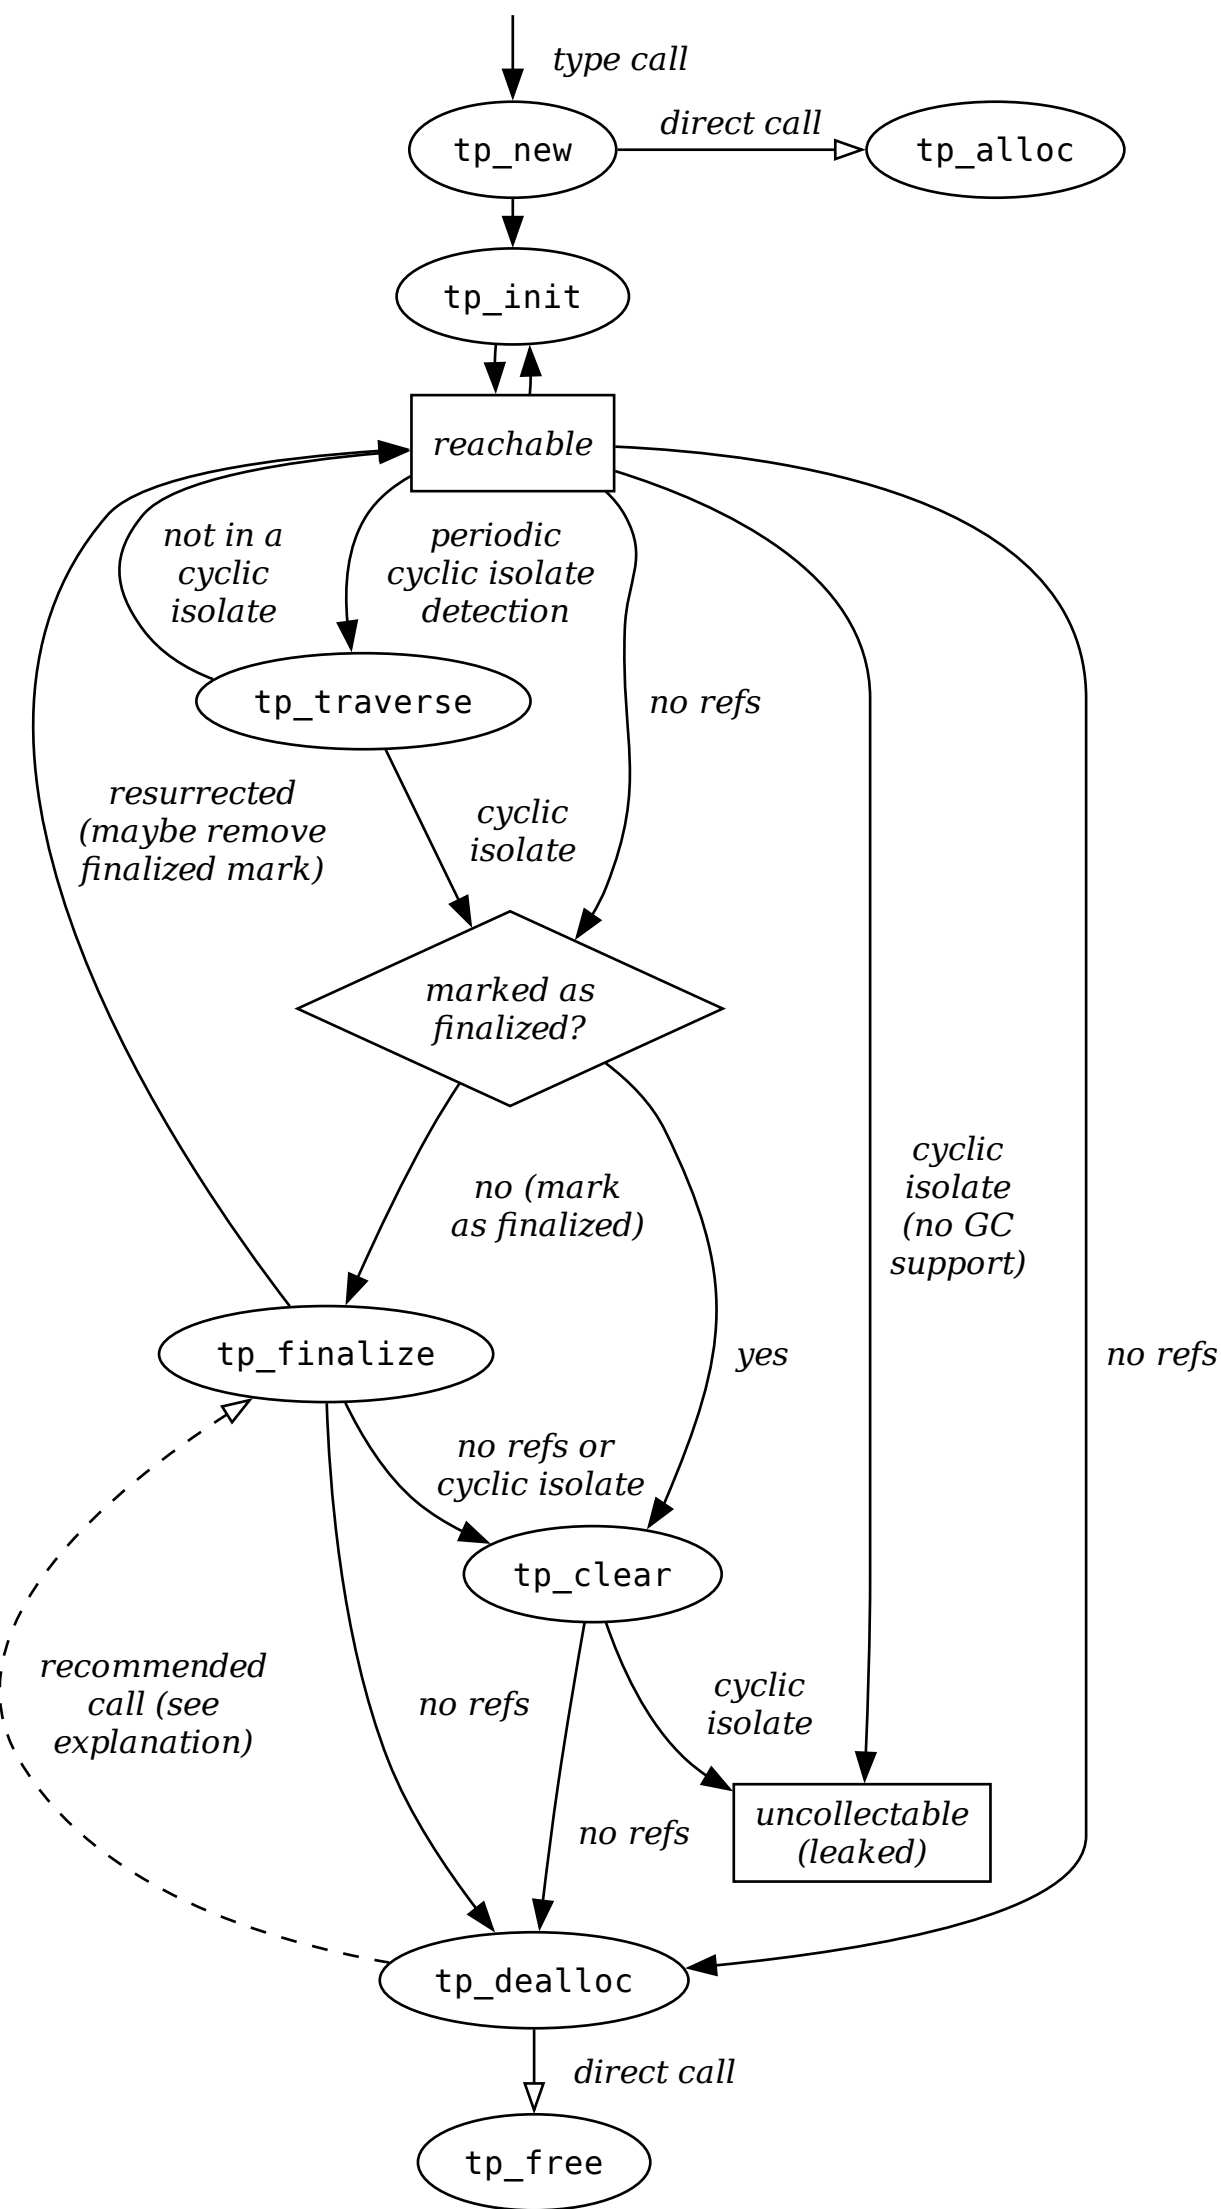 type call
direct call
tp_new
tp_alloc
tp_init
reachable
not in a
cyclic
isolate
periodic
cyclic isolate
detection
tp_traverse
no refs
resurrected
(maybe remove
finalized mark)
cyclic
isolate
marked as
finalized?
cyclic
isolate
(no GC
support)
no (mark
as finalized)
tp_finalize
yes
no refs
no refs or
cyclic isolate
tp_clear
recommended
call (see
explanation)
no refs
cyclic
isolate
uncollectable
(leaked)
no refs
tp_dealloc
direct call
tp_free